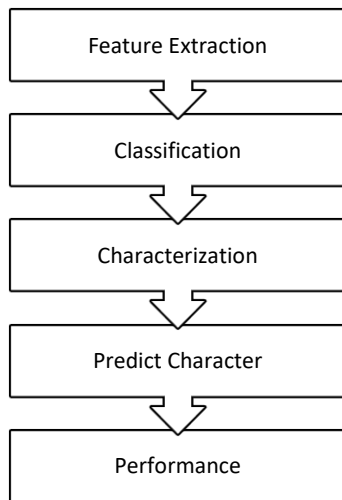 Feature Extraction
Classification
Characterization
Predict Character
Performance